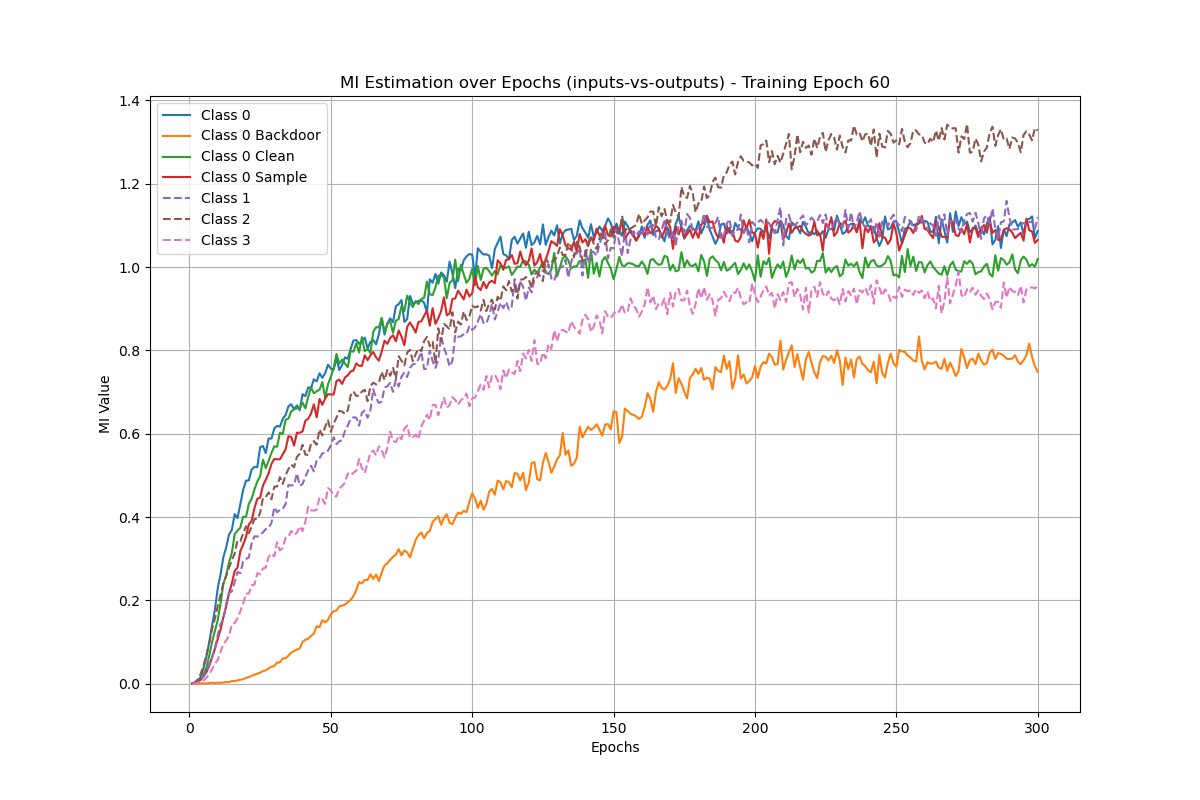 MI Estimation over Epochs (inputs-vs-outputs) - Training Epoch 60
1.4
1.2
1.0
0.8
0.6
0.4
0.2
0.0
MI Value
Class 0
Class 0 Backdoor
Class 0 Clean
Class 0 Sample
Class 1
Class 2
Class 3
0 50 100 150 200 250 300
Epochs